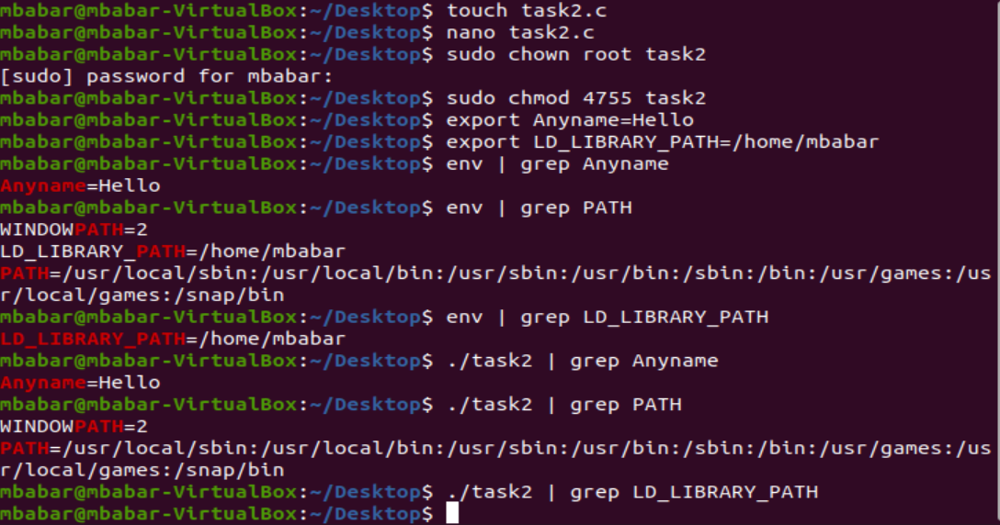 mbabar@mbabar-VirtualBox:~/Desktop$ touch task2.c
mbabar@mbabar-VirtualBox:~/Desktop$ nano task2.c
mbabar@mbabar-VirtualBox:~/Desktop$ sudo chown root task2
[sudo] password for mbabar:
mbabar@mbabar-VirtualBox:~/Desktop$ sudo chmod 4755 task2
mbabar@mbabar-VirtualBox:~/Desktop$ export Anyname=Hello
mbabar@mbabar-VirtualBox:~/Desktop$ export LD_LIBRARY_PATH=/home/mbabar
mbabar@mbabar-VirtualBox:~/Desktop$ env | grep Anyname
Anyname=Hello
mbabar@mbabar-VirtualBox:~/Desktop$ env | grep PATH
WINDOWPATH=2
LD_LIBRARY_PATH=/home/mbabar
PATH=/usr/local/sbin:/usr/local/bin:/usr/sbin:/usr/bin:/sbin:/bin:/usr/games:/us
r/local/games:/snap/bin
mbabar@mbabar-VirtualBox:~/Desktop$ env | grep LD_LIBRARY_PATH
LD_LIBRARY_PATH=/home/mbabar
mbabar@mbabar-VirtualBox:~/Desktop$ ./task2 | grep Anyname
Anyname=Hello
mbabar@mbabar-VirtualBox:~/Desktop$ ./task2 | grep PATH
WINDOWPATH=2
PATH=/usr/local/sbin:/usr/local/bin:/usr/sbin:/usr/bin:/sbin:/bin:/usr/games:/us
r/local/games:/snap/bin
mbabar@mbabar-VirtualBox:~/Desktop$ ./task2 | grep LD_LIBRARY_PATH
mbabar@mbabar-VirtualBox:~/Desktop$